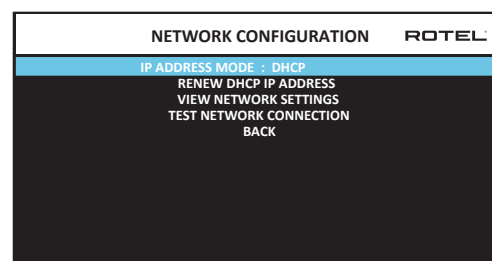 NETWORK CONFIGURATION ROTEL
IP ADDRESS MODE : DHCP
RENEW DHCP IP ADDRESS
VIEW NETWORK SETTINGS
TEST NETWORK CONNECTION
BACK